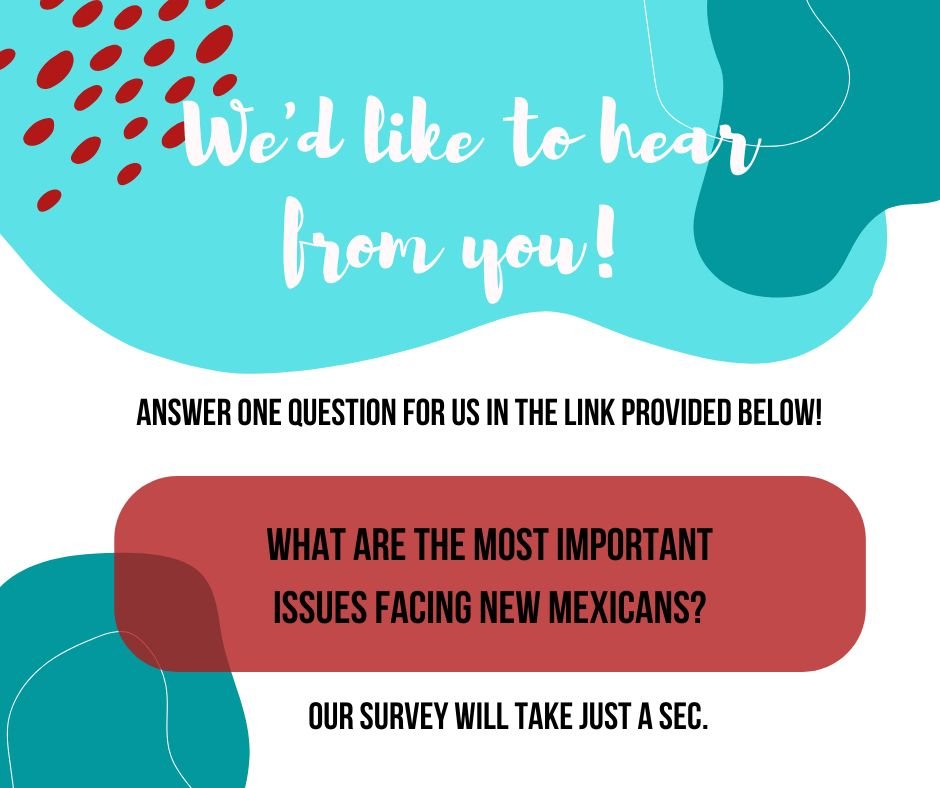 We'd like to hear
from you!
ANSWER ONE QUESTION FOR US IN THE LINK PROVIDED BELOW!
WHAT ARE THE MOST IMPORTANT
ISSUES FACING NEW MEXICANS?
OUR SURVEY WILL TAKE JUST A SEC.